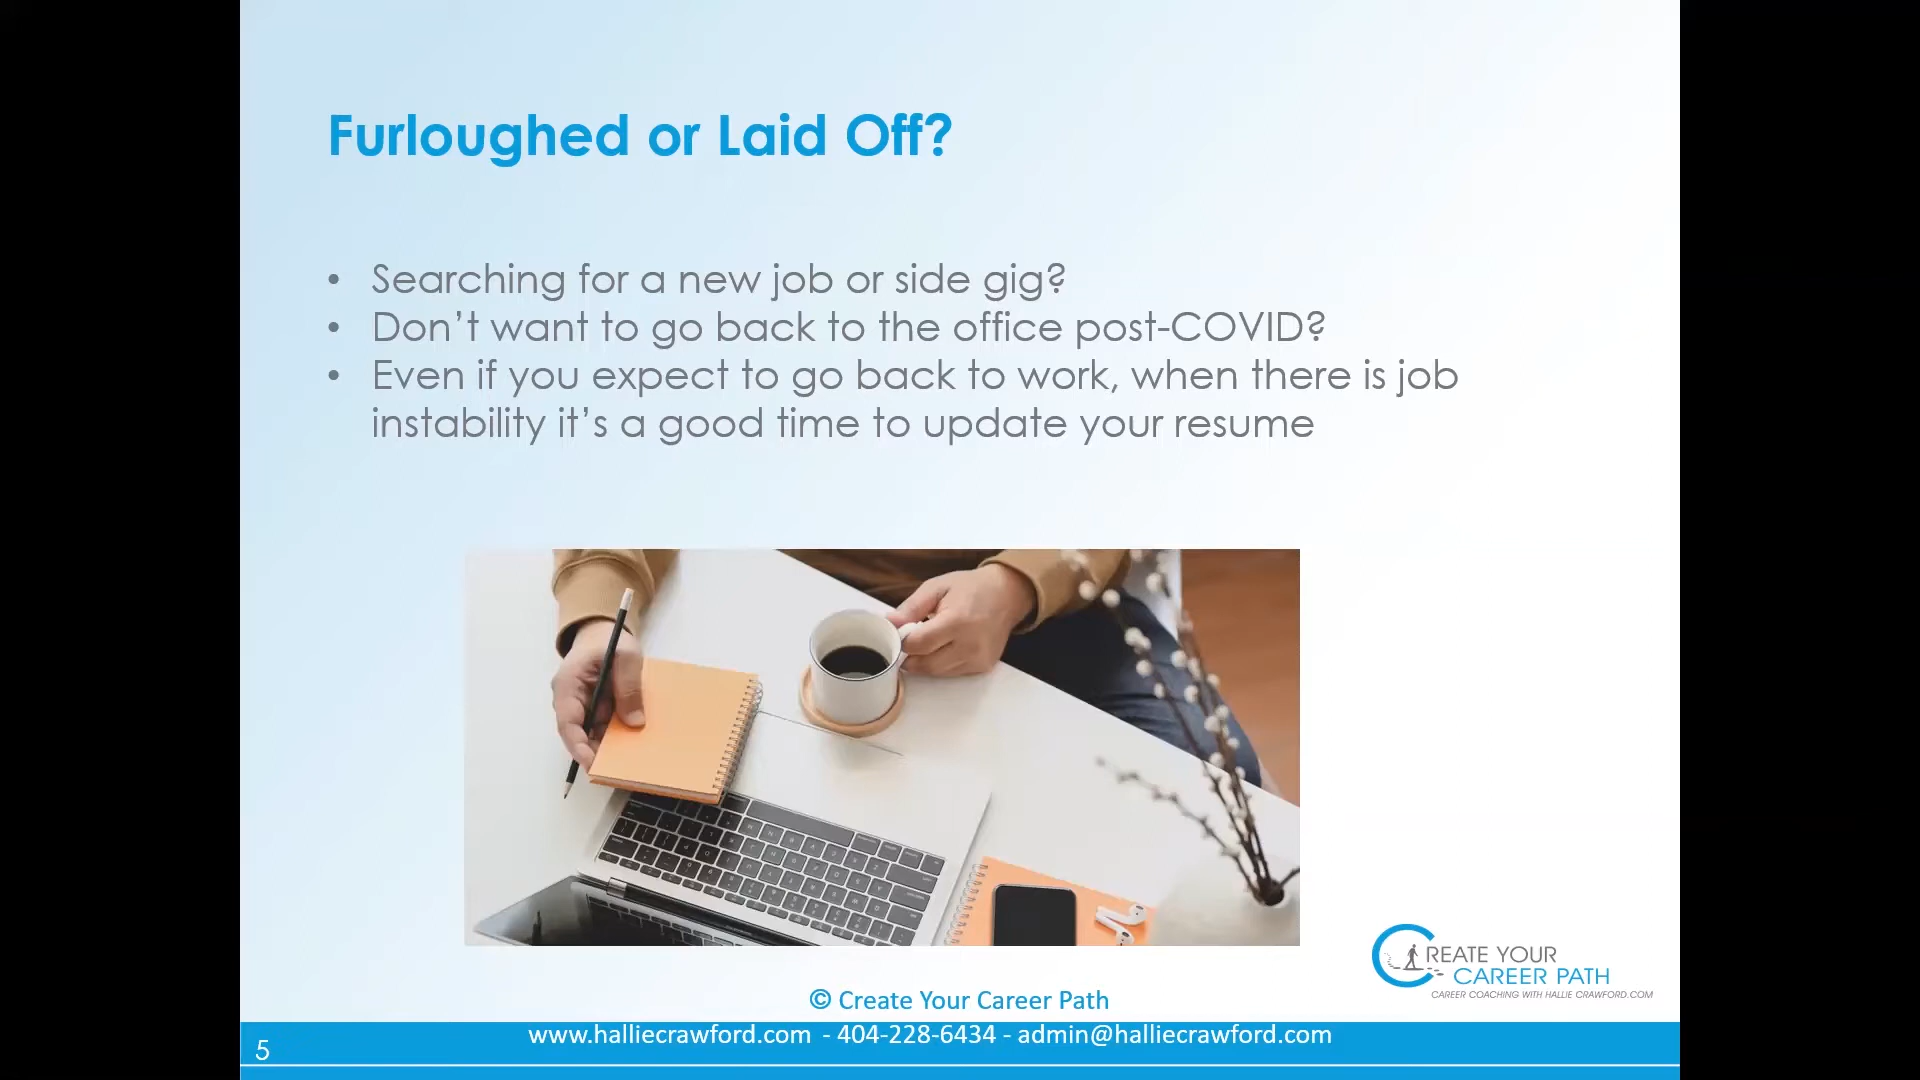 Furloughed or Laid Off?
• Searching for a new job or side gig?
• Don’t want to go back to the office post-COVID?
• Even if you expect to go back to work, when there is job
instability it’s a good time to update your resume
CREATE YOUR
CAREER PATH
CAREER COACHING WITH HALLIE CRAWFORD.COM
© Create Your Career Path
www.halliecrawford.com - 404-228-6434 - admin@halliecrawford.com
5